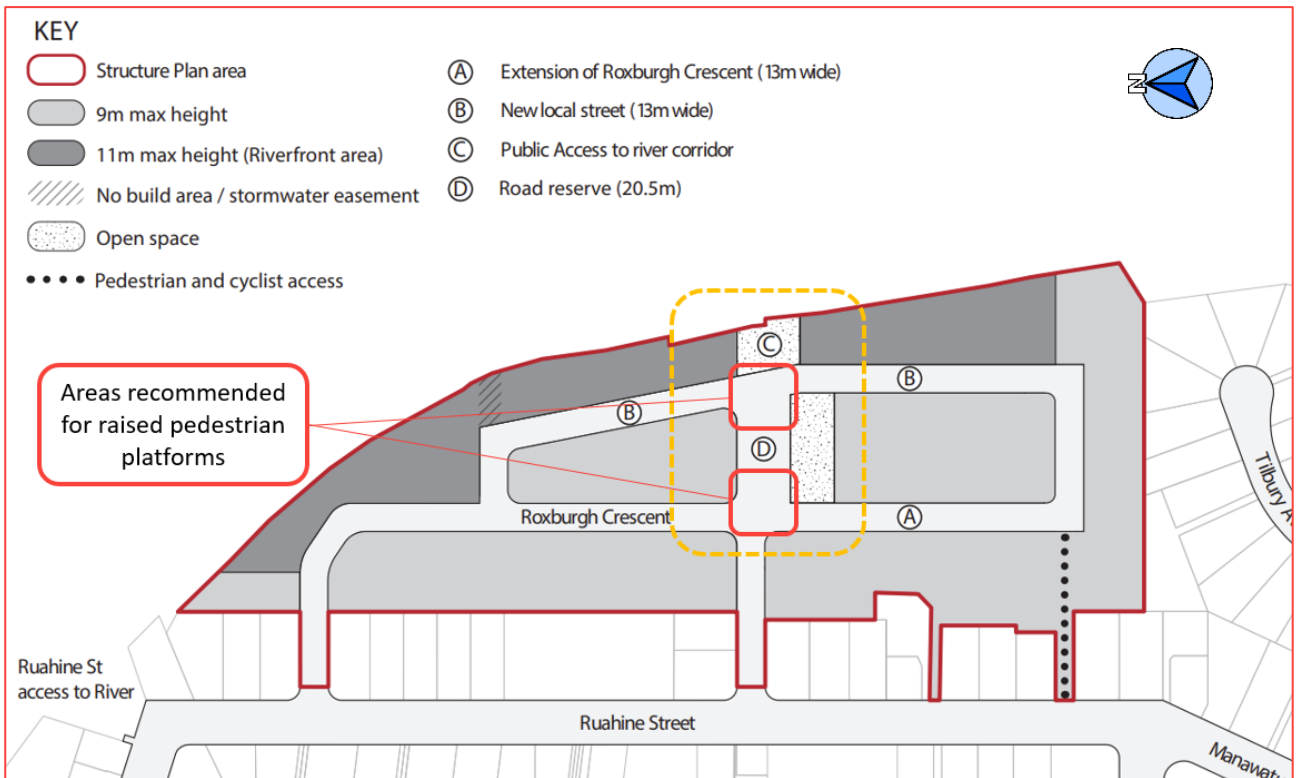 KEY
Structure Plan area
9m max height
11m max height (Riverfront area)
No build area / stormwater easement
Open space
Pedestrian and cyclist access
A Extension of Roxburgh Crescent (13m wide)
B New local street (13m wide)
C Public Access to river corridor
D Road reserve (20.5m)
N
Areas recommended
for raised pedestrian
platforms
C
B
B
D
Roxburgh Crescent
A
Tilbury
Ruahine St
access to River
Ruahine Street